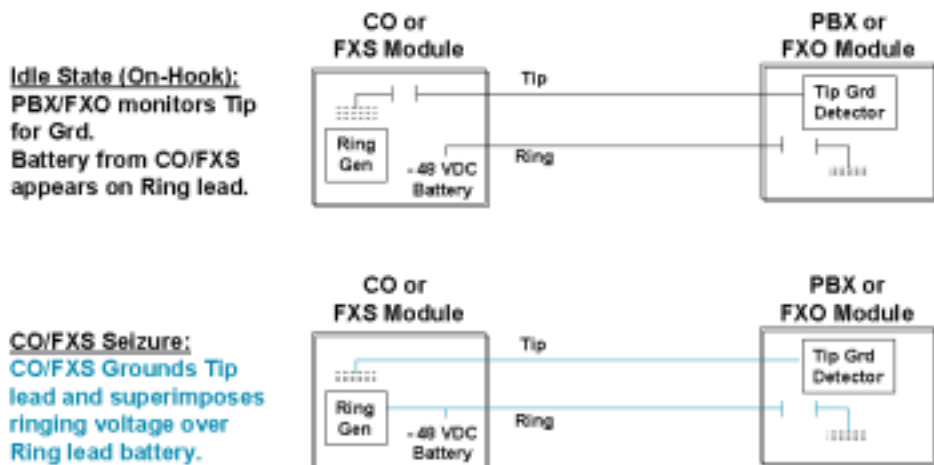 CO or
FXS Module
PBX or
FXO Module
Idle State (On-Hook):
PBX/FXO monitors Tip
for Grd.
Battery from CO/FXS
appears on Ring lead.
Tip
Tip Grd
Detector
Ring
Gen
Ring
- 48 VDC
Battery
CO or
FXS Module
PBX or
FXO Module
CO/FXS Seizure:
CO/FXS Grounds Tip
lead and superimposes
ringing voltage over
Ring lead battery.
Tip
Tip Grd
Detector
Ring
Gen
Ring
- 48 VDC
Battery